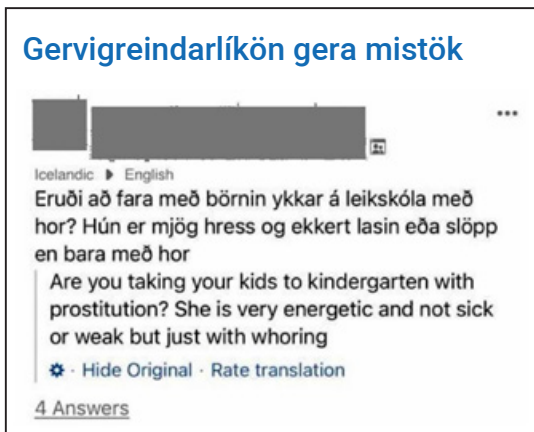 Gervigreindarlíkön gera mistök
Icelandic ▸ English
Eruði að fara með börnin ykkar á leikskóla með
hor? Hún er mjög hress og ekkert lasin eða slöpp
en bara með hor
Are you taking your kids to kindergarten with
prostitution? She is very energetic and not sick
or weak but just with whoring
· Hide Original · Rate translation
4 Answers